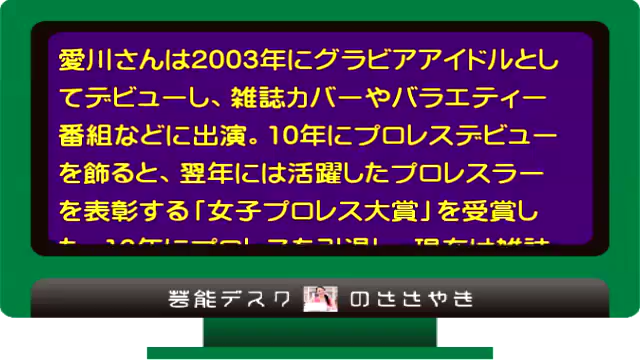 愛川さんは2003年にグラビアアイドルとし
てデビューし、雑誌カバーやバラエティー
番組などに出演。10年にプロレスデビュー
を飾ると、翌年には活躍したプロレスラー
を表彰する「女子プロレス大賞」を受賞し
芸能デスク のささやき